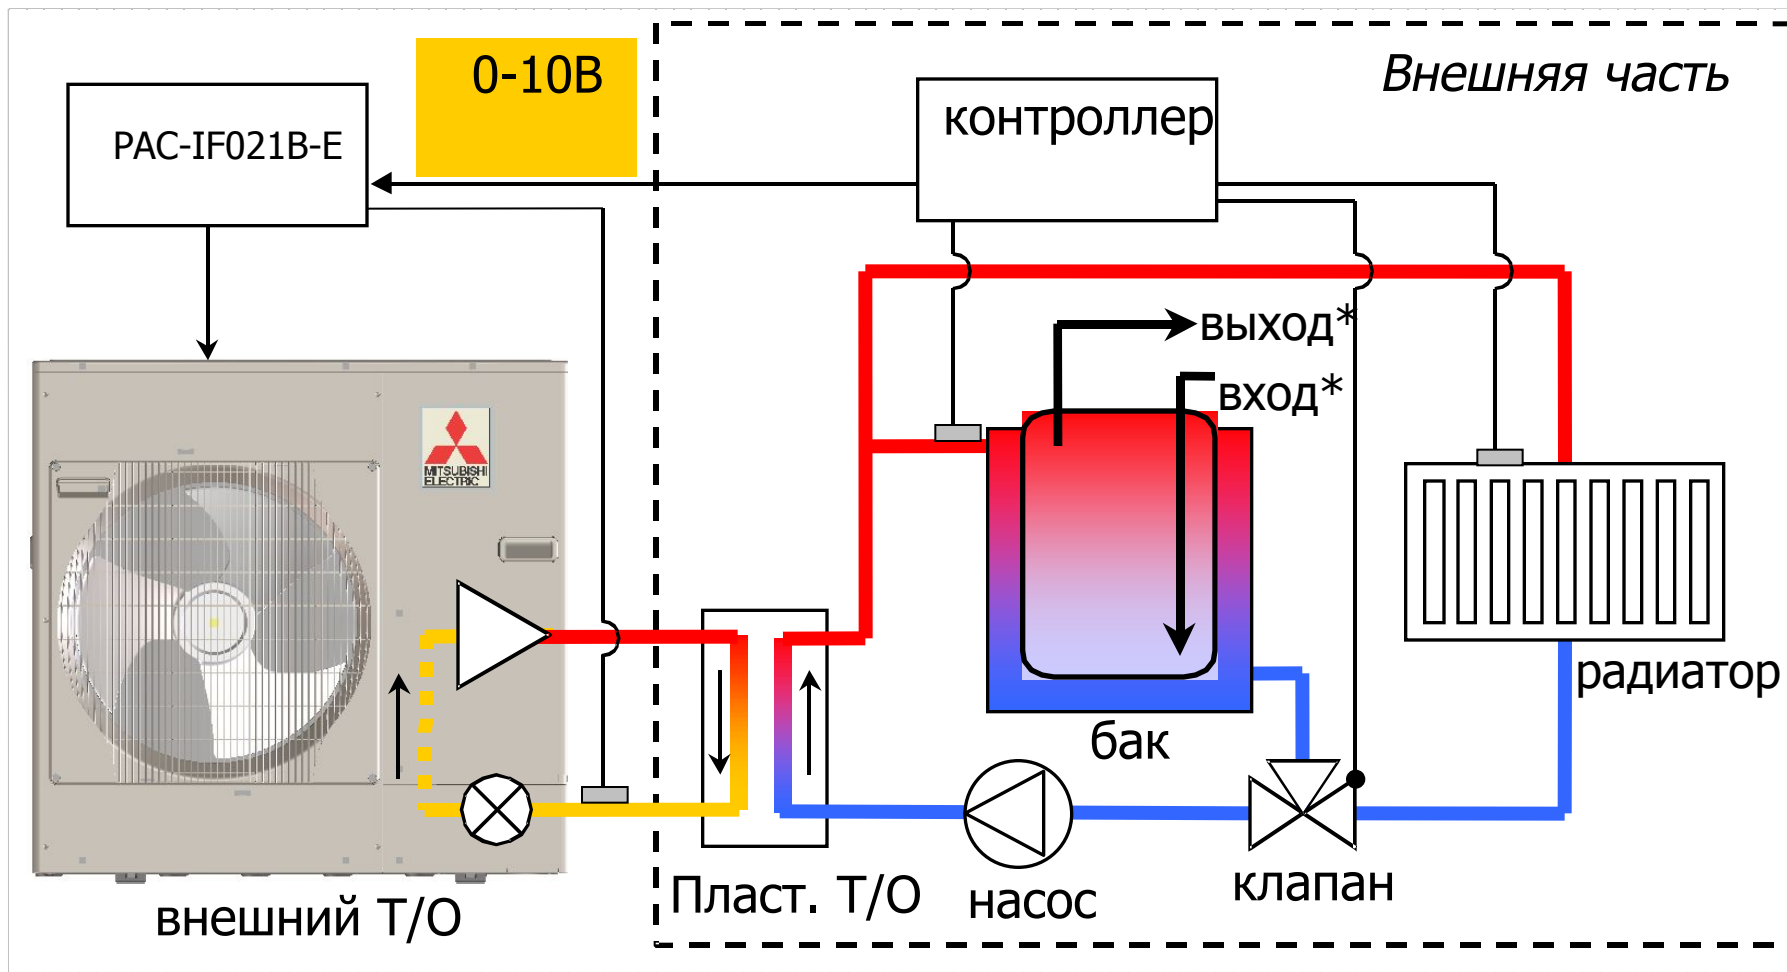 0-10В
Внешняя часть
PAC-IF021B-E
контроллер
выход*
вход*
MITSUBISHI
ELECTRIC
радиатор
бак
клапан
насос
Пласт. Т/О
внешний Т/О